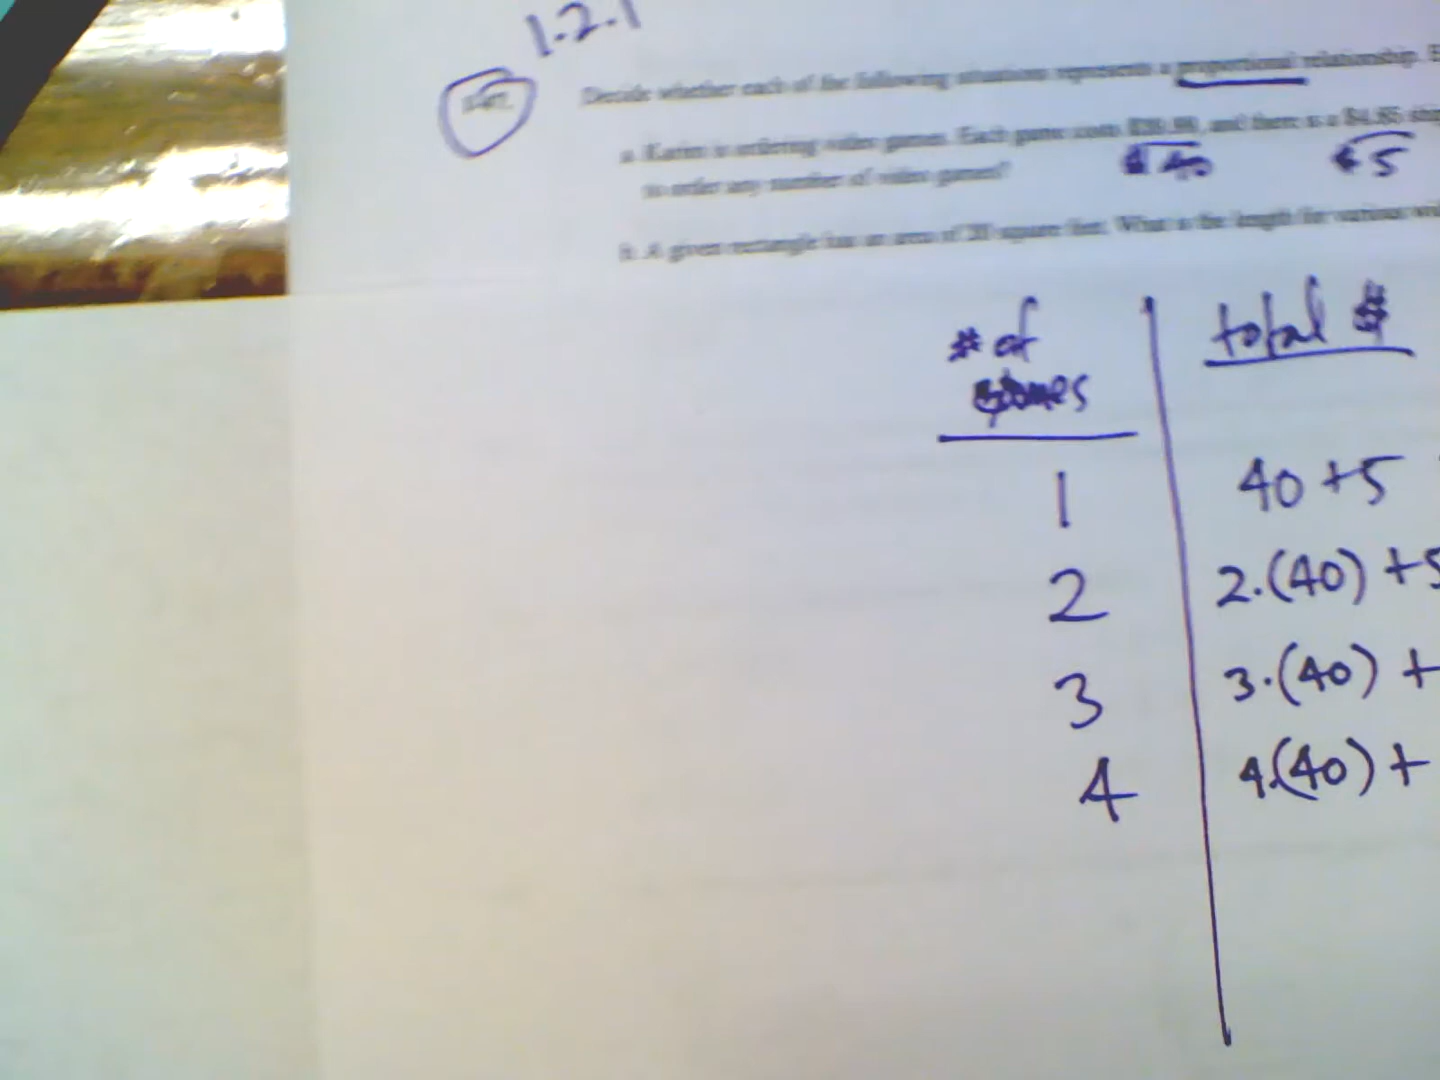 1.2.1
Decide whether each of the following situations represents a proportional relationship.
a. Karim is ordering video games. Each game costs and there is a $4.85
$40 $5
to order any number of video games?
b. A given rectangle has an area of 20 square feet. What is the length for various
# of total $
games
1 40 + 5
2 2·(40) + 5
3 3·(40) +
4 4·(40) +